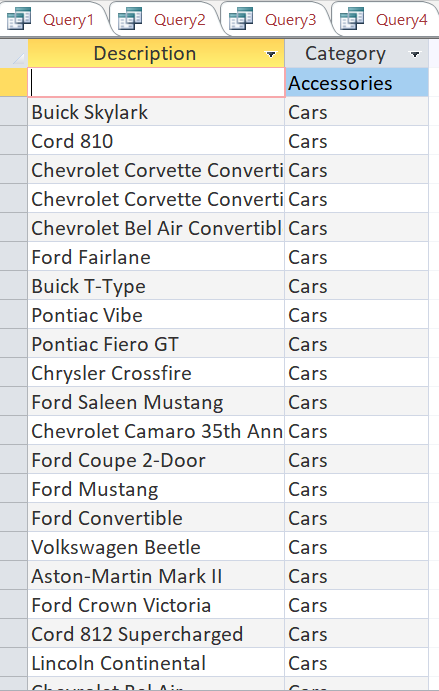 Query1 Query2 Query3 Query4
Description Category
Accessories
Buick Skylark Cars
Cord 810 Cars
Chevrolet Corvette Converti Cars
Chevrolet Corvette Converti Cars
Chevrolet Bel Air Convertibl Cars
Ford Fairlane Cars
Buick T-Type Cars
Pontiac Vibe Cars
Pontiac Fiero GT Cars
Chrysler Crossfire Cars
Ford Saleen Mustang Cars
Chevrolet Camaro 35th Ann Cars
Ford Coupe 2-Door Cars
Ford Mustang Cars
Ford Convertible Cars
Volkswagen Beetle Cars
Aston-Martin Mark II Cars
Ford Crown Victoria Cars
Cord 812 Supercharged Cars
Lincoln Continental Cars
Chevrolet Bel Air Cars